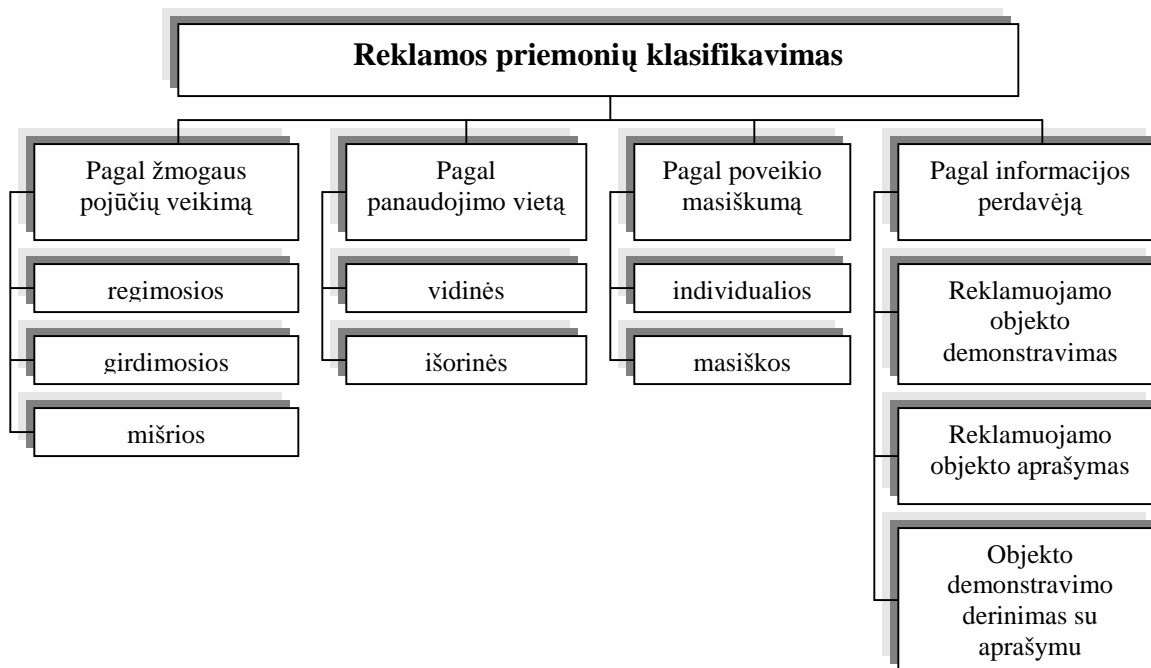 Reklamos priemonių klasifikavimas
Pagal žmogaus
pojūčių veikimą
regimosios
girdimosios
mišrios
Pagal
panaudojimo vietą
vidinės
išorinės
Pagal poveikio
masiškumą
individualios
masiškos
Pagal informacijos
perdavėją
Reklamuojamo
objekto
demonstravimas
Reklamuojamo
objekto aprašymas
Objekto
demonstravimo
derinimas su
aprašymu